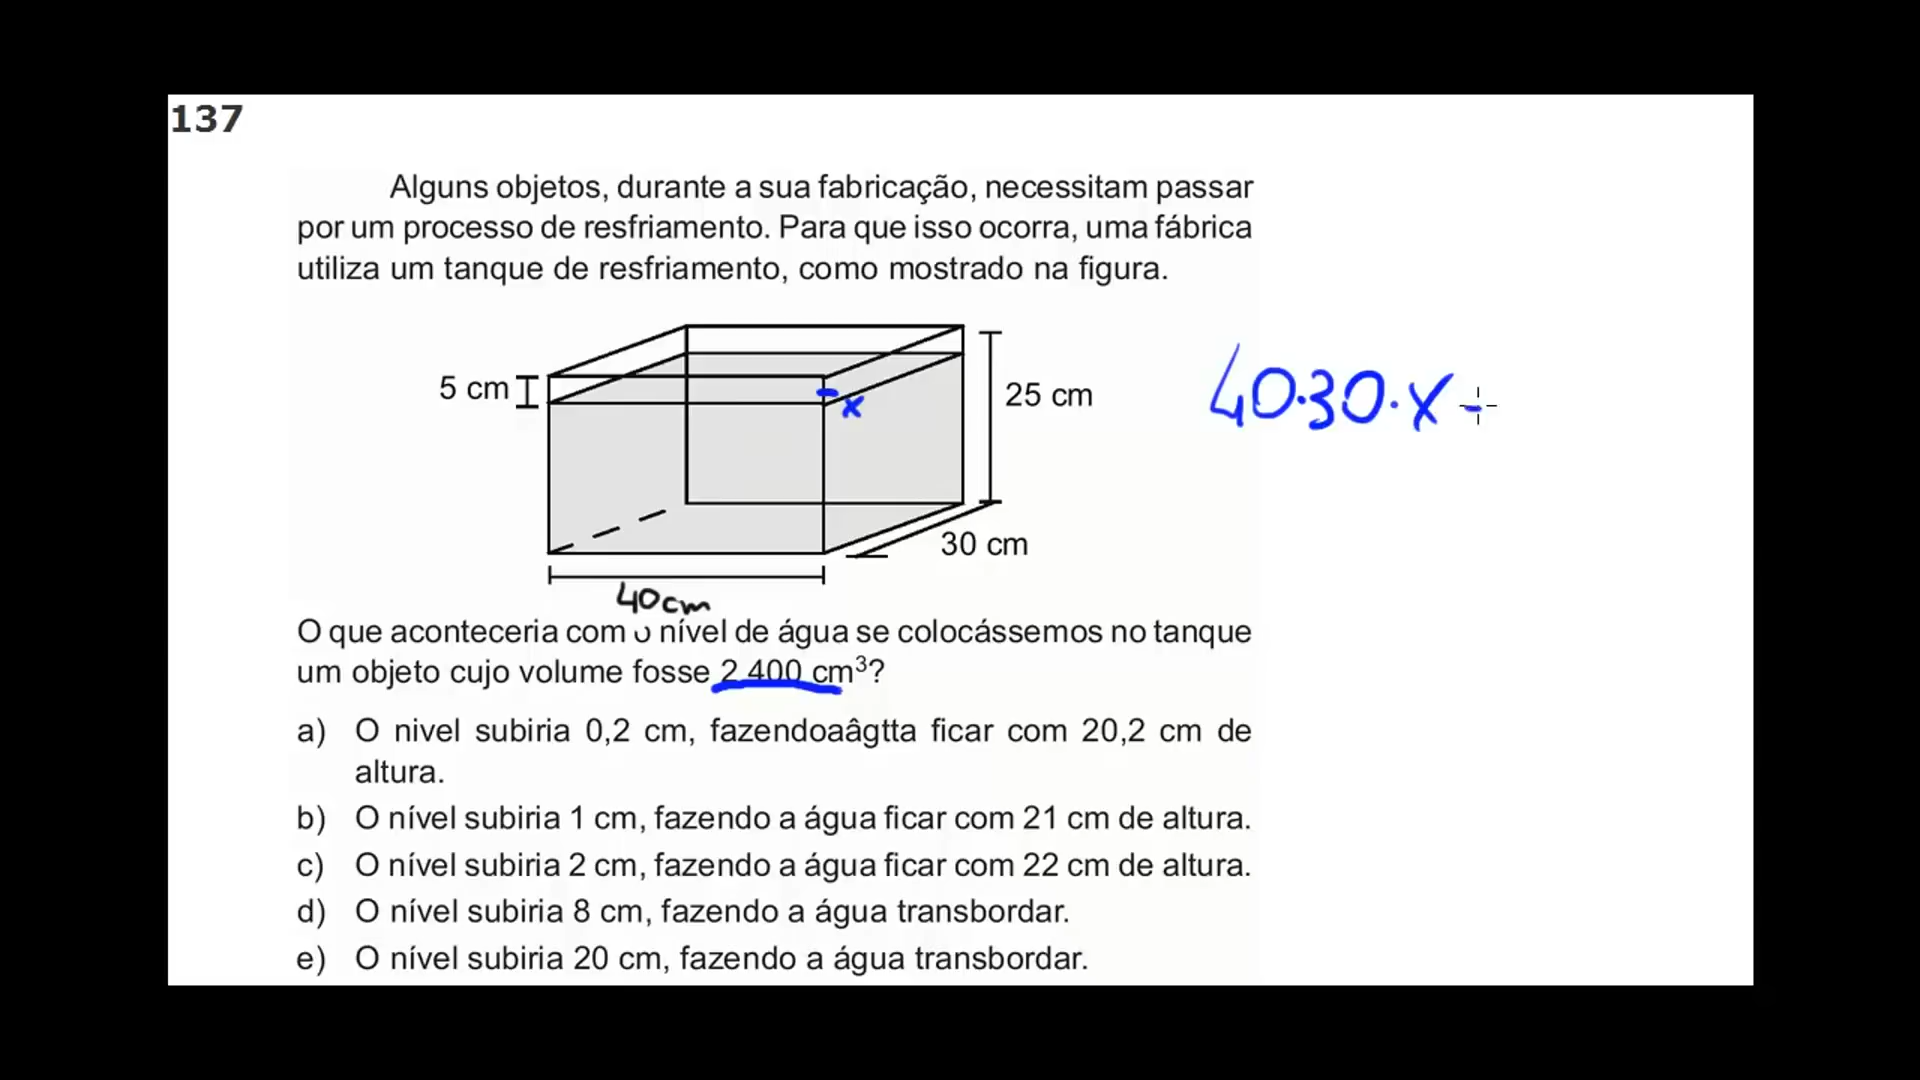 137
Alguns objetos, durante a sua fabricação, necessitam passar
por um processo de resfriamento. Para que isso ocorra, uma fábrica
utiliza um tanque de resfriamento, como mostrado na figura.
5 cm
x
25 cm
40·30·x -
30 cm
40cm
O que aconteceria com o nível de água se colocássemos no tanque
um objeto cujo volume fosse 2 400 cm³?
a) O nivel subiria 0,2 cm, fazendoaâgtta ficar com 20,2 cm de
altura.
b) O nível subiria 1 cm, fazendo a água ficar com 21 cm de altura.
c) O nível subiria 2 cm, fazendo a água ficar com 22 cm de altura.
d) O nível subiria 8 cm, fazendo a água transbordar.
e) O nível subiria 20 cm, fazendo a água transbordar.